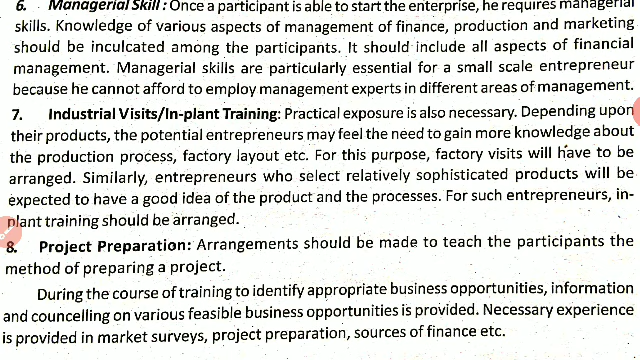 6. Managerial Skill : Once a participant is able to start the enterprise, he requires managerial
skills. Knowledge of various aspects of management of finance, production and marketing
should be inculcated among the participants. It should include all aspects of financial
management. Managerial skills are particularly essential for a small scale entrepreneur
because he cannot afford to employ management experts in different areas of management.
7. Industrial Visits/In-plant Training: Practical exposure is also necessary. Depending upon
their products, the potential entrepreneurs may feel the need to gain more knowledge about
the production process, factory layout etc. For this purpose, factory visits will have to be
arranged. Similarly, entrepreneurs who select relatively sophisticated products will be
expected to have a good idea of the product and the processes. For such entrepreneurs, in-
plant training should be arranged.
8. Project Preparation: Arrangements should be made to teach the participants the
method of preparing a project.
During the course of training to identify appropriate business opportunities, information
and councelling on various feasible business opportunities is provided. Necessary experience
is provided in market surveys, project preparation, sources of finance etc.